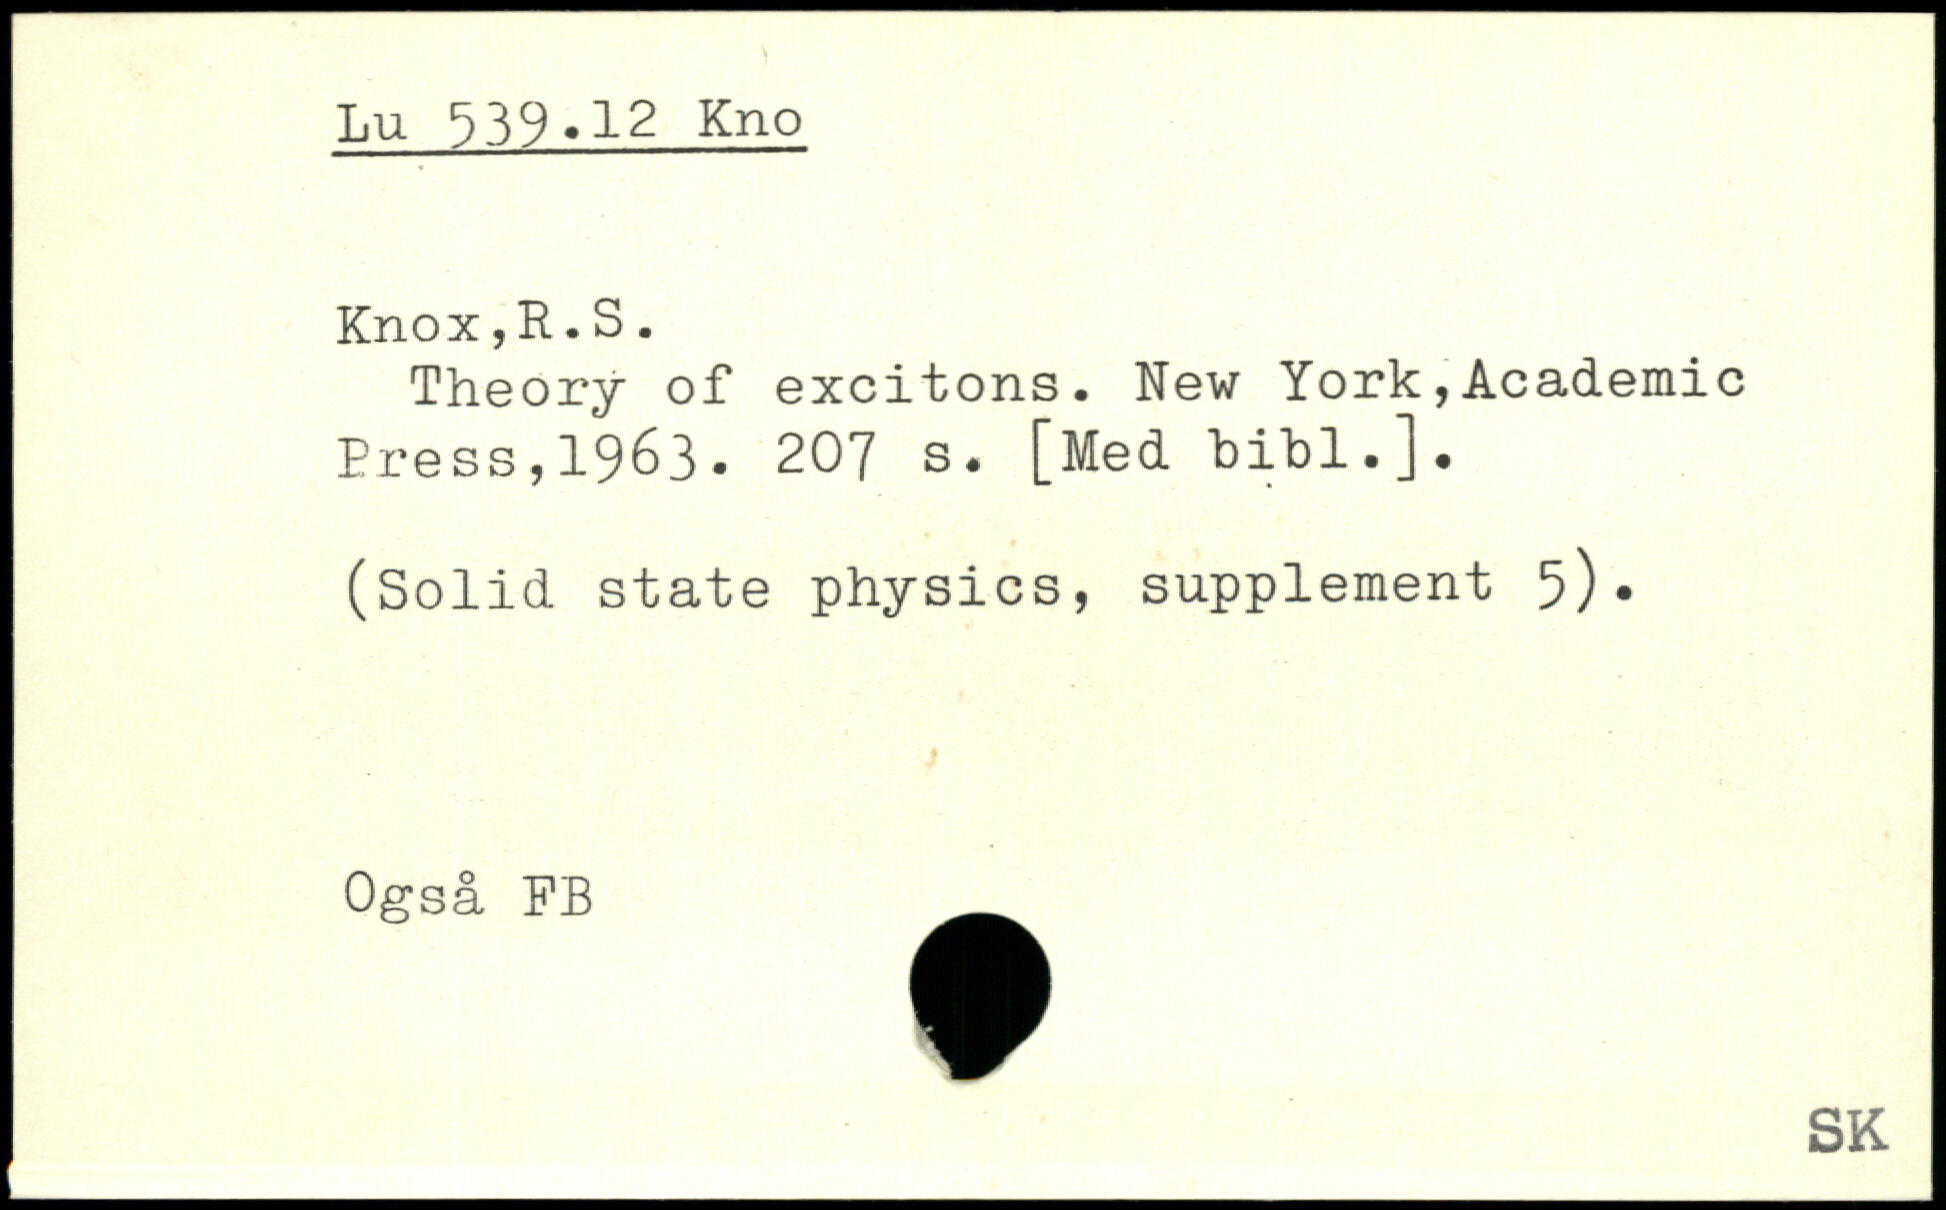 Lu 539.12 Kno
Knox,R.S.
Theory of excitons. New York,Academic
Press,1963. 207 s. [Med bibl.].
(Solid state physics, supplement 5).
Også FB
SK